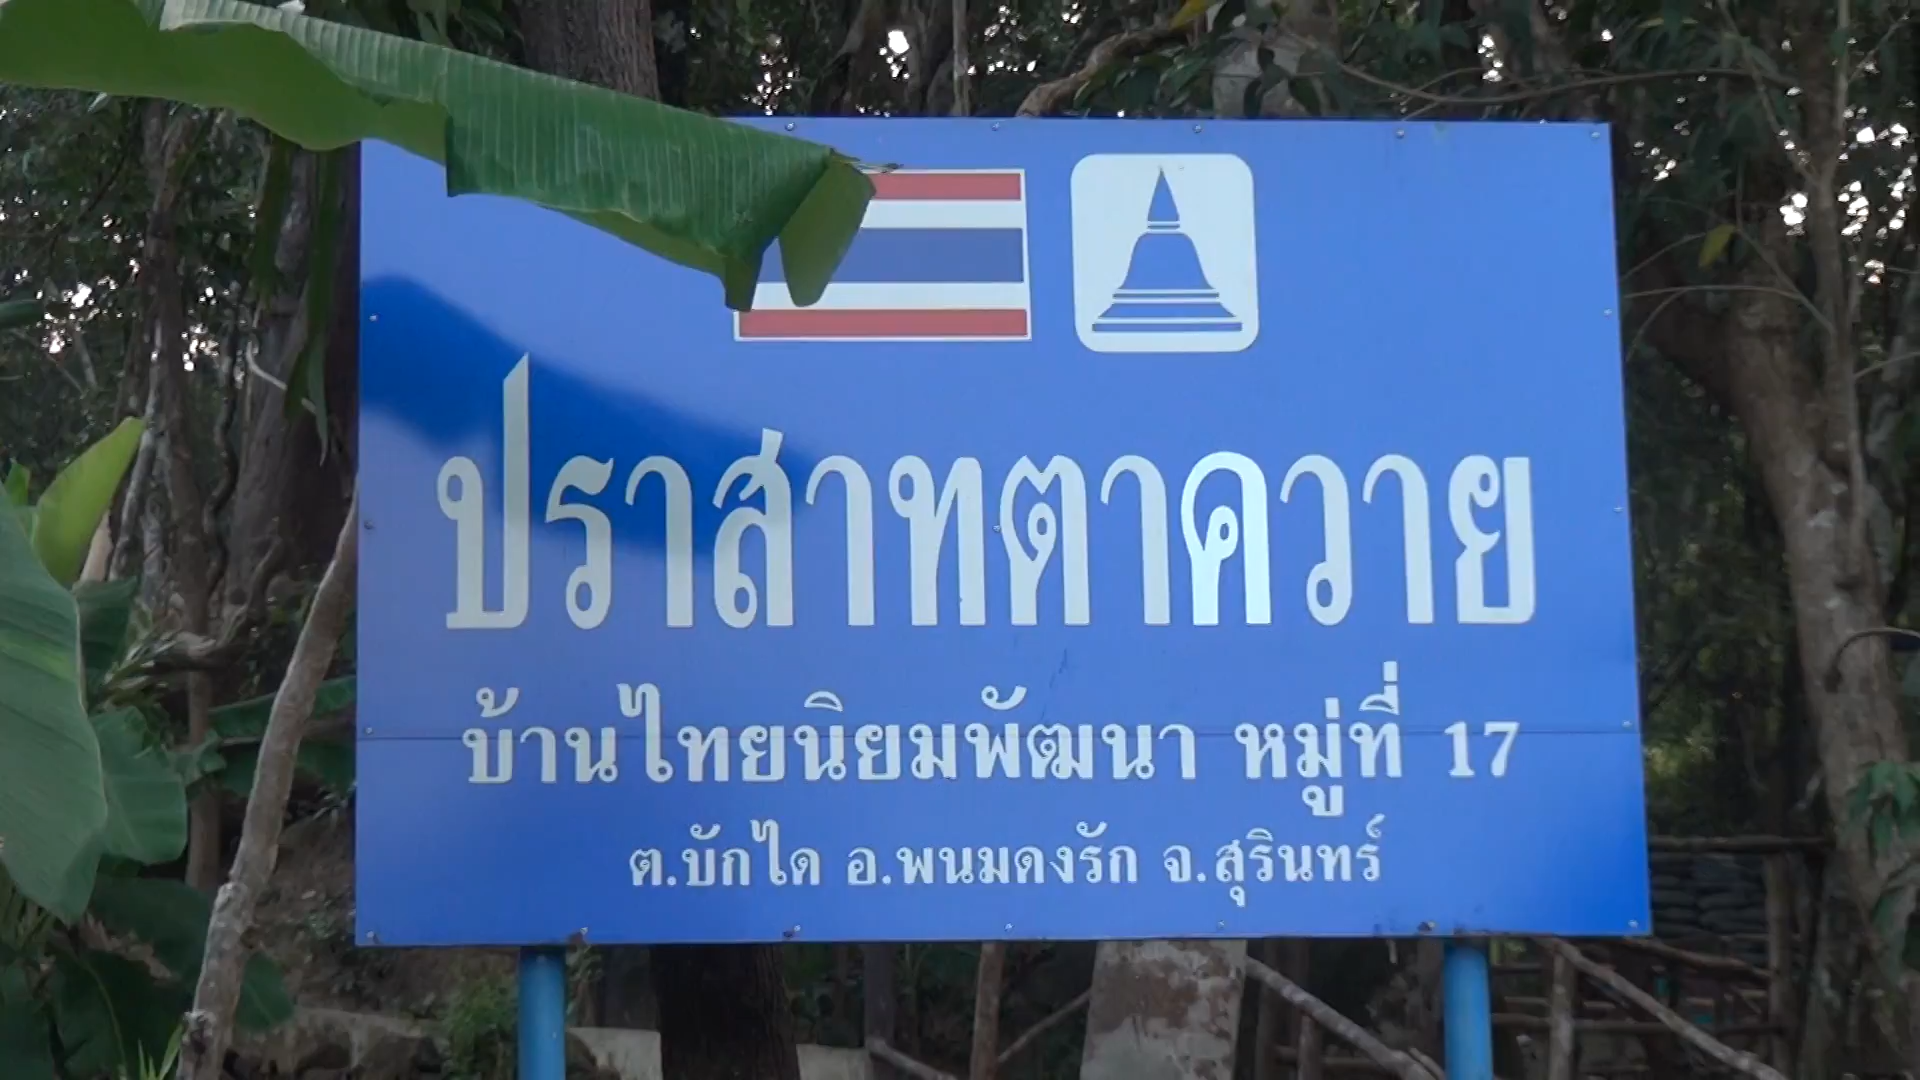 ปราสาทตาควาย
บ้านไทยนิยมพัฒนา หมู่ที่ 17
ต.บักได อ.พนมดงรัก จ.สุรินทร์